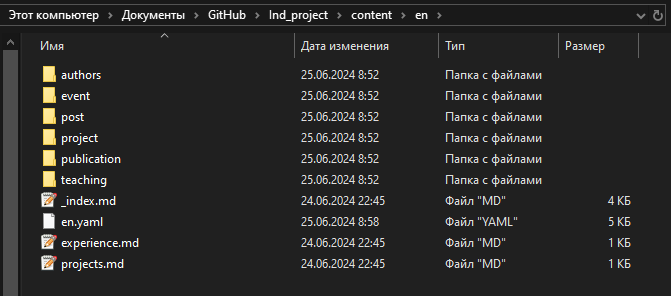 Этот компьютер › Документы › GitHub › Ind_project › content › en ›
Имя Дата изменения Тип Размер
authors 25.06.2024 8:52 Папка с файлами
event 25.06.2024 8:52 Папка с файлами
post 25.06.2024 8:52 Папка с файлами
project 25.06.2024 8:52 Папка с файлами
publication 25.06.2024 8:52 Папка с файлами
teaching 25.06.2024 8:52 Папка с файлами
_index.md 24.06.2024 22:45 Файл "MD" 4 КБ
en.yaml 25.06.2024 8:58 Файл "YAML" 5 КБ
experience.md 24.06.2024 22:45 Файл "MD" 1 КБ
projects.md 24.06.2024 22:45 Файл "MD" 1 КБ